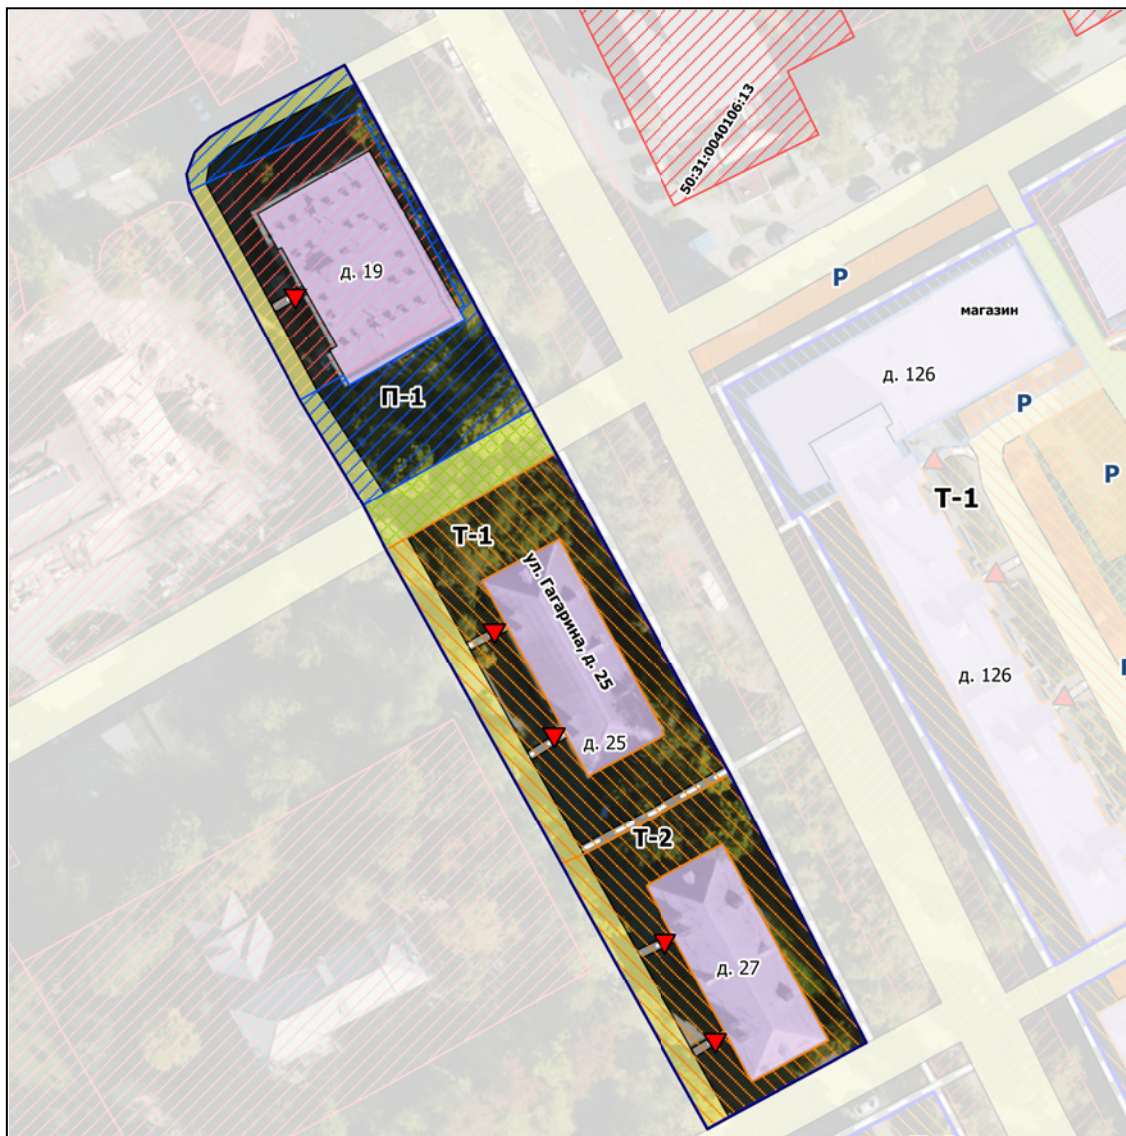 50:31:0040106:13
д. 19
Р
магазин
д. 126
П-1
Р
Р
Т-1
Т-1
ул. Гагарина, д. 25
д. 126
д. 25
Т-2
д. 27